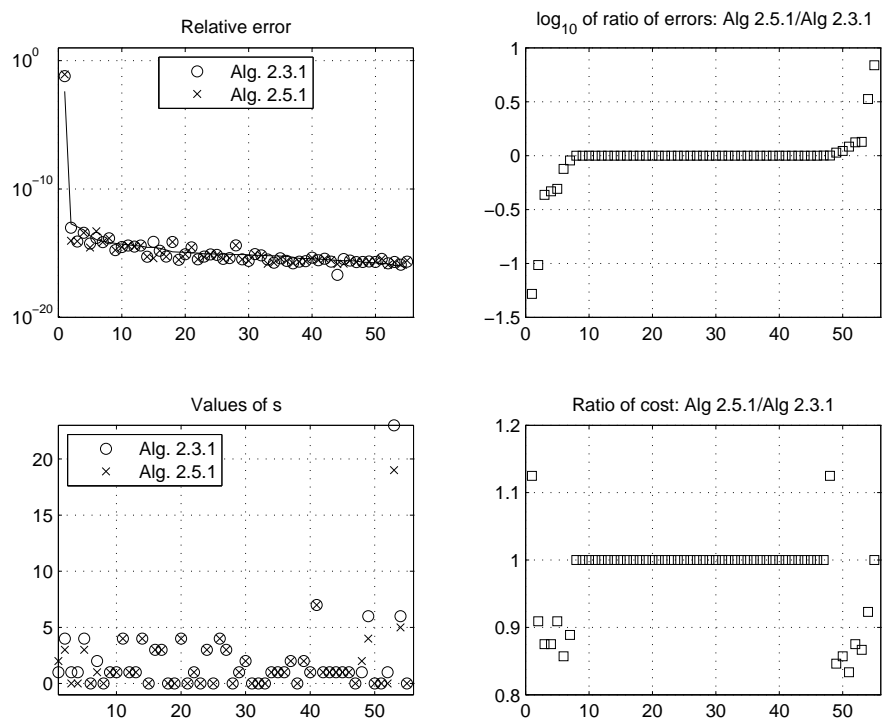 Relative error
10^0
10^−10
10^−20
Alg. 2.3.1
Alg. 2.5.1
0 10 20 30 40 50
log_10 of ratio of errors: Alg 2.5.1/Alg 2.3.1
1
0.5
0
−0.5
−1
−1.5
0 10 20 30 40 50
Values of s
20
15
10
5
0
Alg. 2.3.1
Alg. 2.5.1
10 20 30 40 50
Ratio of cost: Alg 2.5.1/Alg 2.3.1
1.2
1.1
1
0.9
0.8
0 10 20 30 40 50